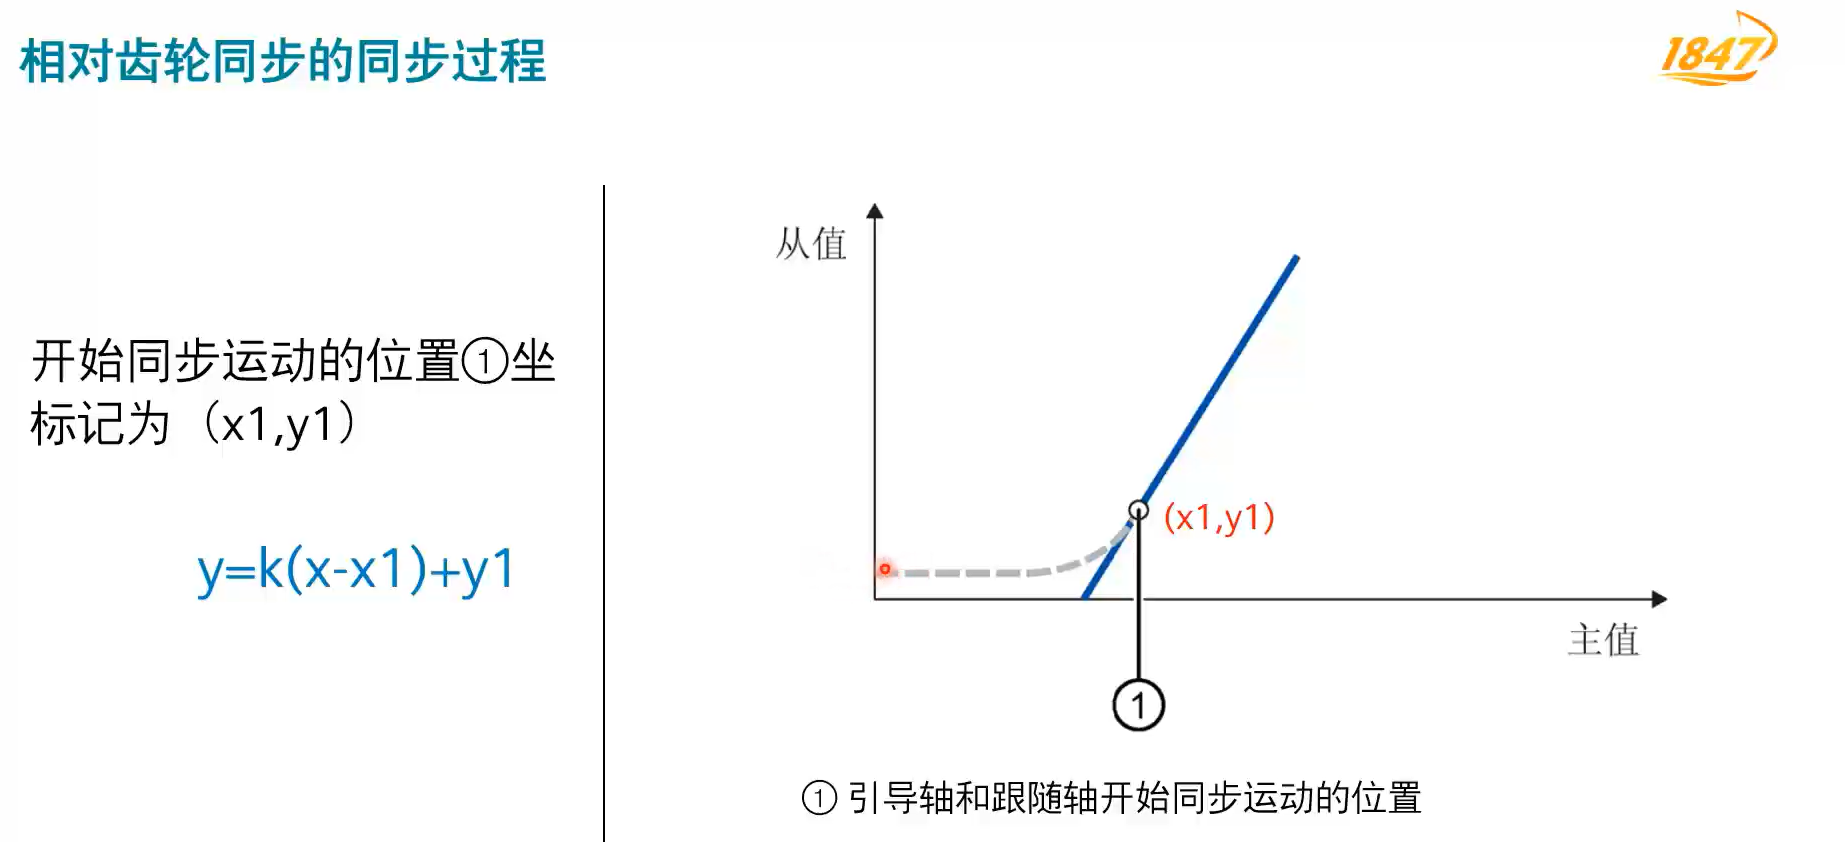 相对齿轮同步的同步过程
1847
从值
开始同步运动的位置①坐
标记为（x1,y1）
(x1,y1)
y=k(x-x1)+y1
主值
1
① 引导轴和跟随轴开始同步运动的位置